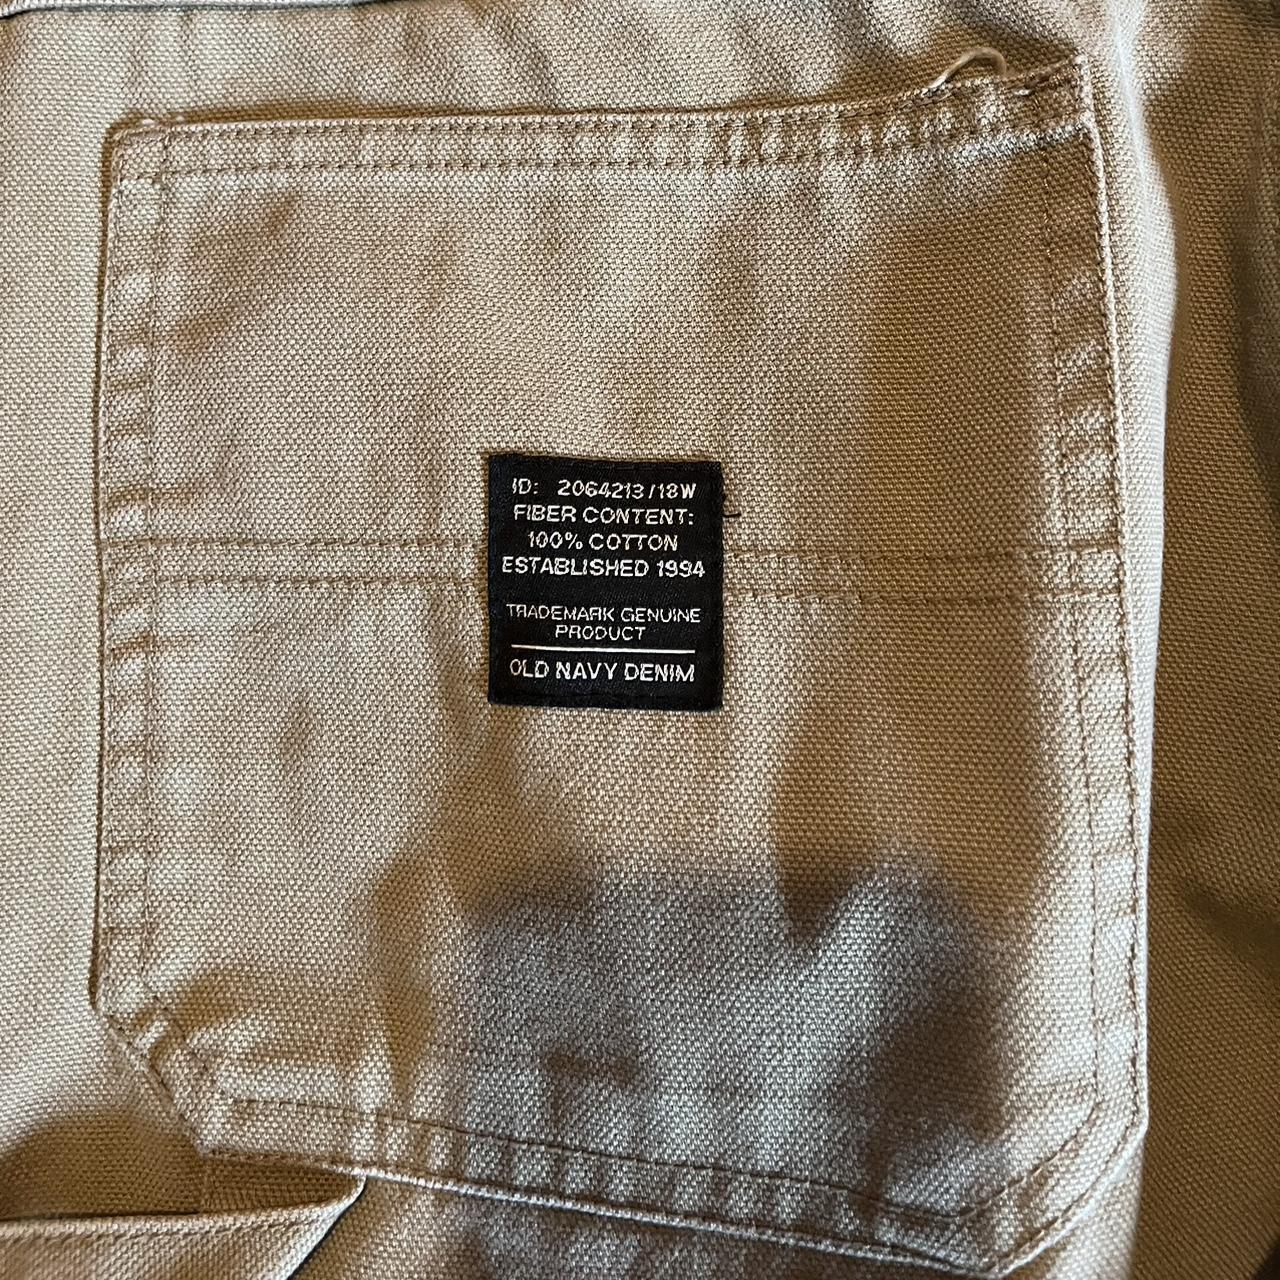 ID: 2064213/18W
FIBER CONTENT:
100% COTTON
ESTABLISHED 1994
TRADEMARK GENUINE
PRODUCT
OLD NAVY DENIM